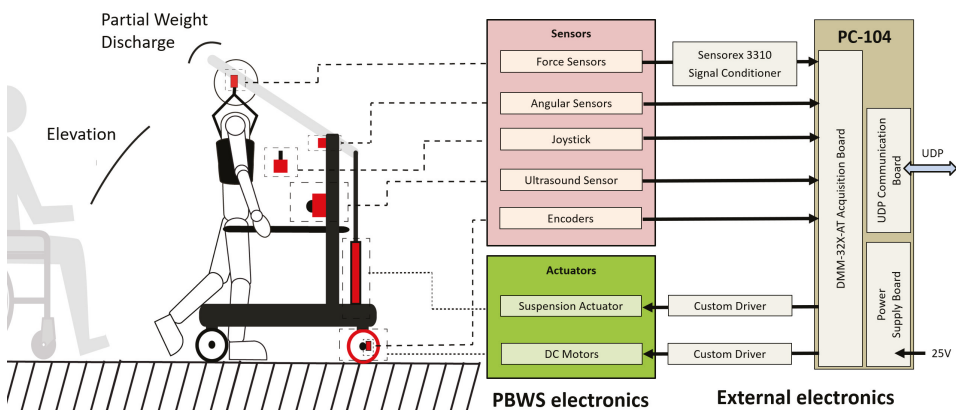 Partial Weight
Discharge
Elevation
Sensors
Force Sensors
Angular Sensors
Joystick
Ultrasound Sensor
Encoders
Actuators
Suspension Actuator
DC Motors
PBWS electronics
Sensorex 3310
Signal Conditioner
Custom Driver
Custom Driver
External electronics
PC-104
DMM-32X-AT Acquisition Board
UDP Communication
Board
Power
Supply Board
UDP
25V